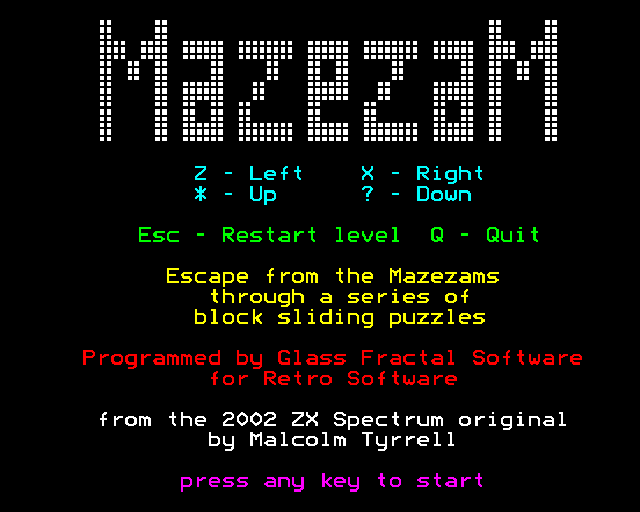 MazezaM
Z - Left X - Right
* - Up ? - Down
Esc - Restart level Q - Quit
Escape from the Mazezams
through a series of
block sliding puzzles
Programmed by Glass Fractal Software
for Retro Software
from the 2002 ZX Spectrum original
by Malcolm Tyrrell
press any key to start